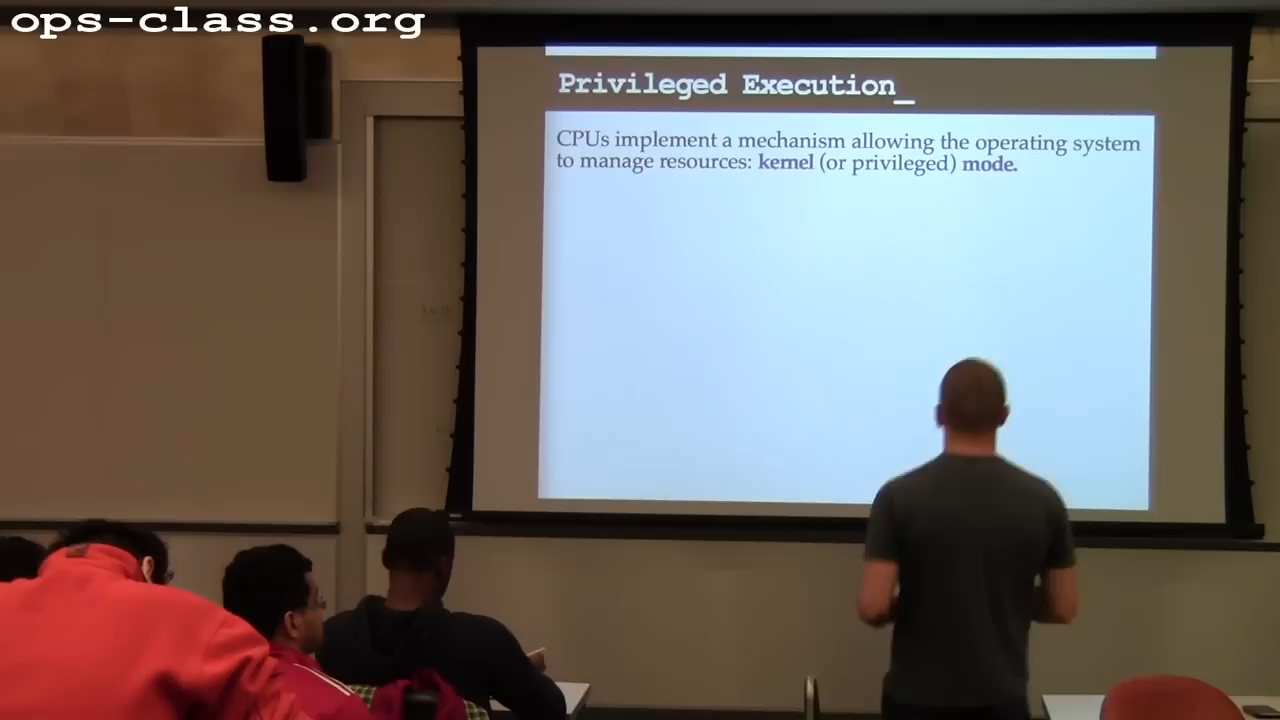 ops-class.org
Privileged Execution_
CPUs implement a mechanism allowing the operating system
to manage resources: kernel (or privileged) mode.